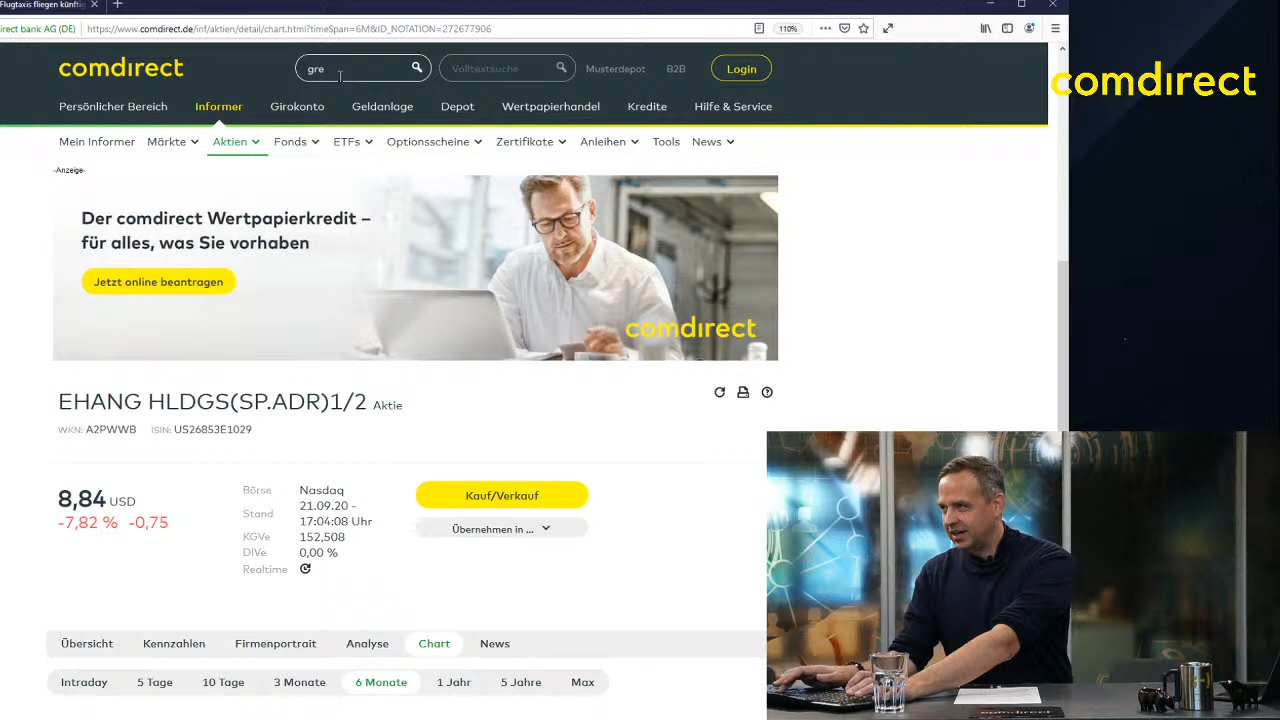 Flugtaxis fliegen künftig
irect bank AG (DE)
https://www.comdirect.de/inf/aktien/detail/chart.html?timeSpan=6M&ID_NOTATION=272677906
110%
comdirect
gre
Volltextsuche
Musterdepot
B2B
Login
comdirect
Persönlicher Bereich
Informer
Girokonto
Geldanlage
Depot
Wertpapierhandel
Kredite
Hilfe & Service
Mein Informer
Märkte
Aktien
Fonds
ETFs
Optionsscheine
Zertifikate
Anleihen
Tools
News
-Anzeige-
Der comdirect Wertpapierkredit –
für alles, was Sie vorhaben
Jetzt online beantragen
comdirect
EHANG HLDGS(SP.ADR)1/2 Aktie
WKN: A2PWWB ISIN: US26853E1029
8,84 USD
-7,82 % -0,75
Börse Nasdaq
Stand 21.09.20 -
17:04:08 Uhr
KGVe 152,508
DIVe 0,00 %
Realtime
Kauf/Verkauf
Übernehmen in ...
Übersicht
Kennzahlen
Firmenportrait
Analyse
Chart
News
Intraday
5 Tage
10 Tage
3 Monate
6 Monate
1 Jahr
5 Jahre
Max
comdirect